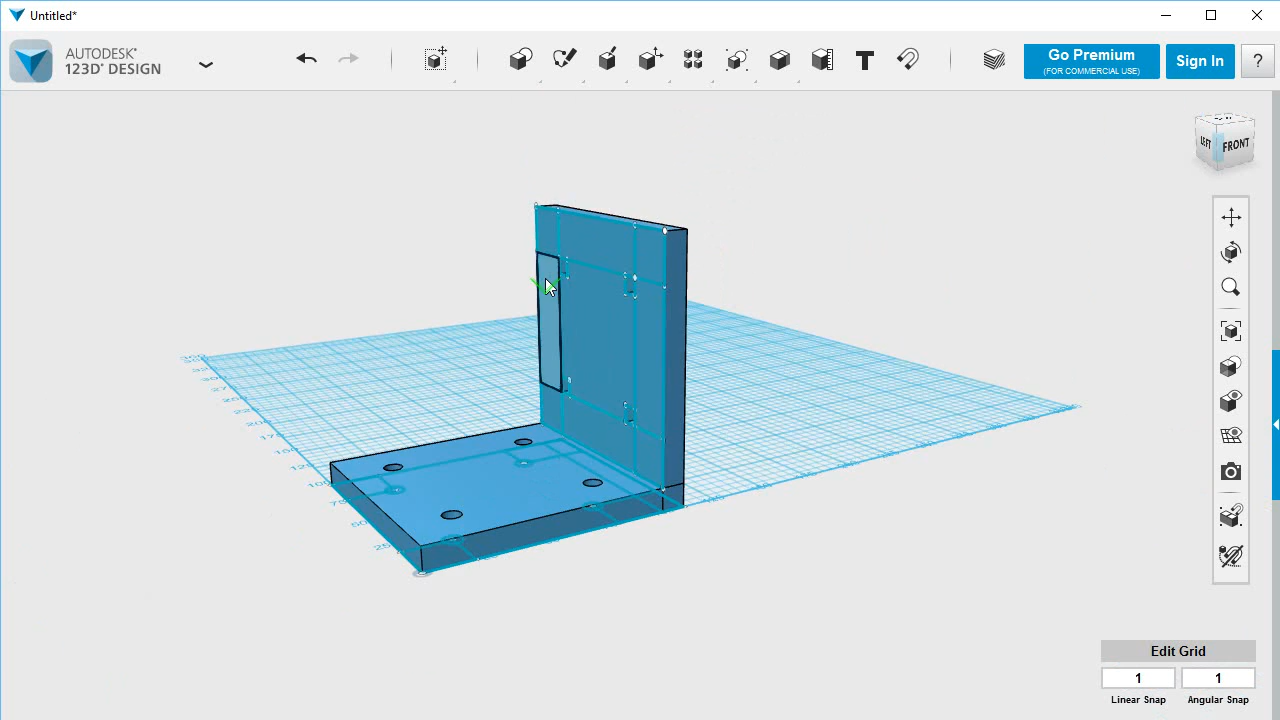 Untitled*
AUTODESK®
123D® DESIGN
T
Go Premium
(FOR COMMERCIAL USE)
Sign In
?
LEFT
FRONT
Edit Grid
1
1
Linear Snap
Angular Snap